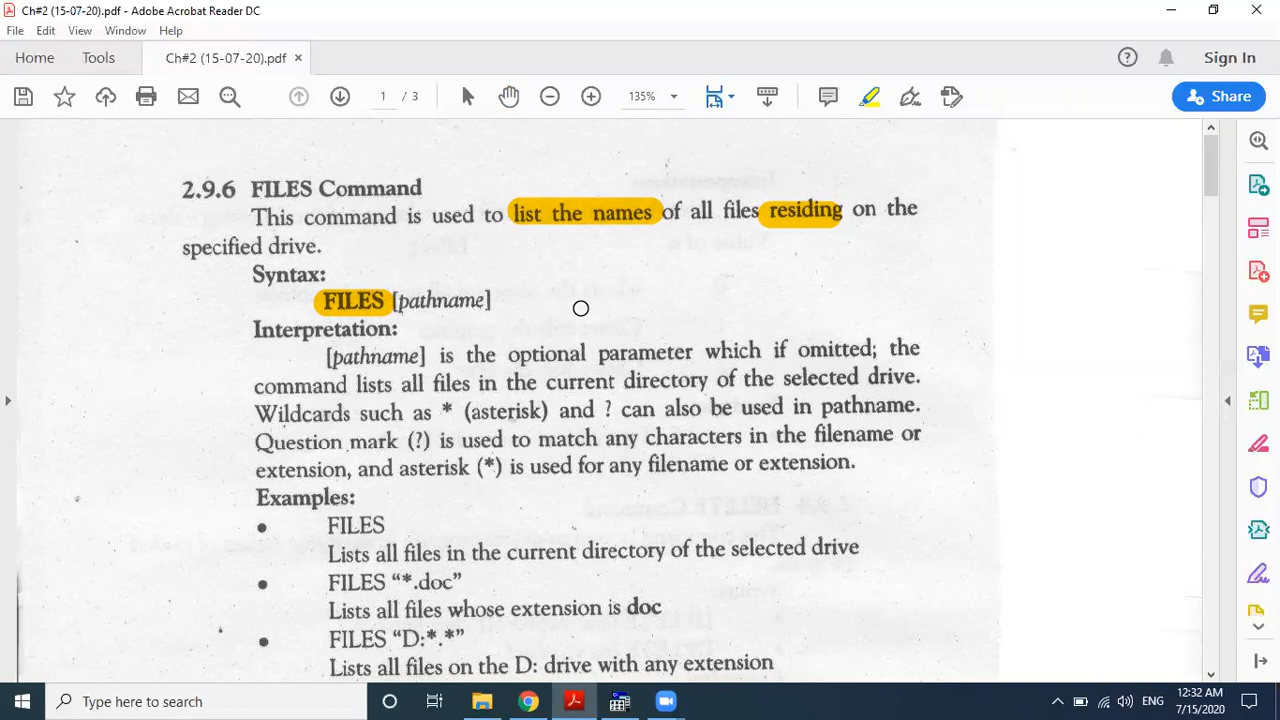 Ch#2 (15-07-20).pdf - Adobe Acrobat Reader DC
File Edit View Window Help
Home Tools Ch#2 (15-07-20).pdf × Sign In
1 / 3 135% Share
2.9.6 FILES Command
This command is used to list the names of all files residing on the
specified drive.
Syntax:
FILES [pathname]
Interpretation:
[pathname] is the optional parameter which if omitted; the
command lists all files in the current directory of the selected drive.
Wildcards such as * (asterisk) and ? can also be used in pathname.
Question mark (?) is used to match any characters in the filename or
extension, and asterisk (*) is used for any filename or extension.
Examples:
• FILES
Lists all files in the current directory of the selected drive
• FILES “*.doc”
Lists all files whose extension is doc
• FILES “D:*.*”
Lists all files on the D: drive with any extension
Type here to search
ENG
12:32 AM
7/15/2020